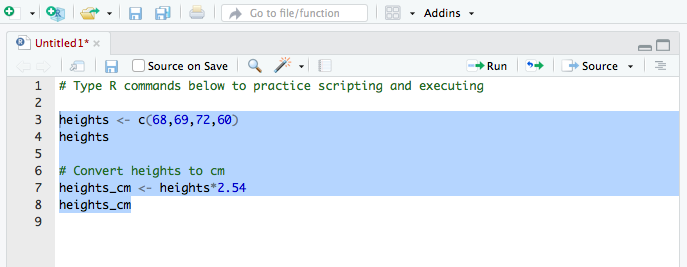 Go to file/function
Addins
Untitled1*
Source on Save
Run
Source
1 # Type R commands below to practice scripting and executing
2
3 heights <- c(68,69,72,60)
4 heights
5
6 # Convert heights to cm
7 heights_cm <- heights*2.54
8 heights_cm
9